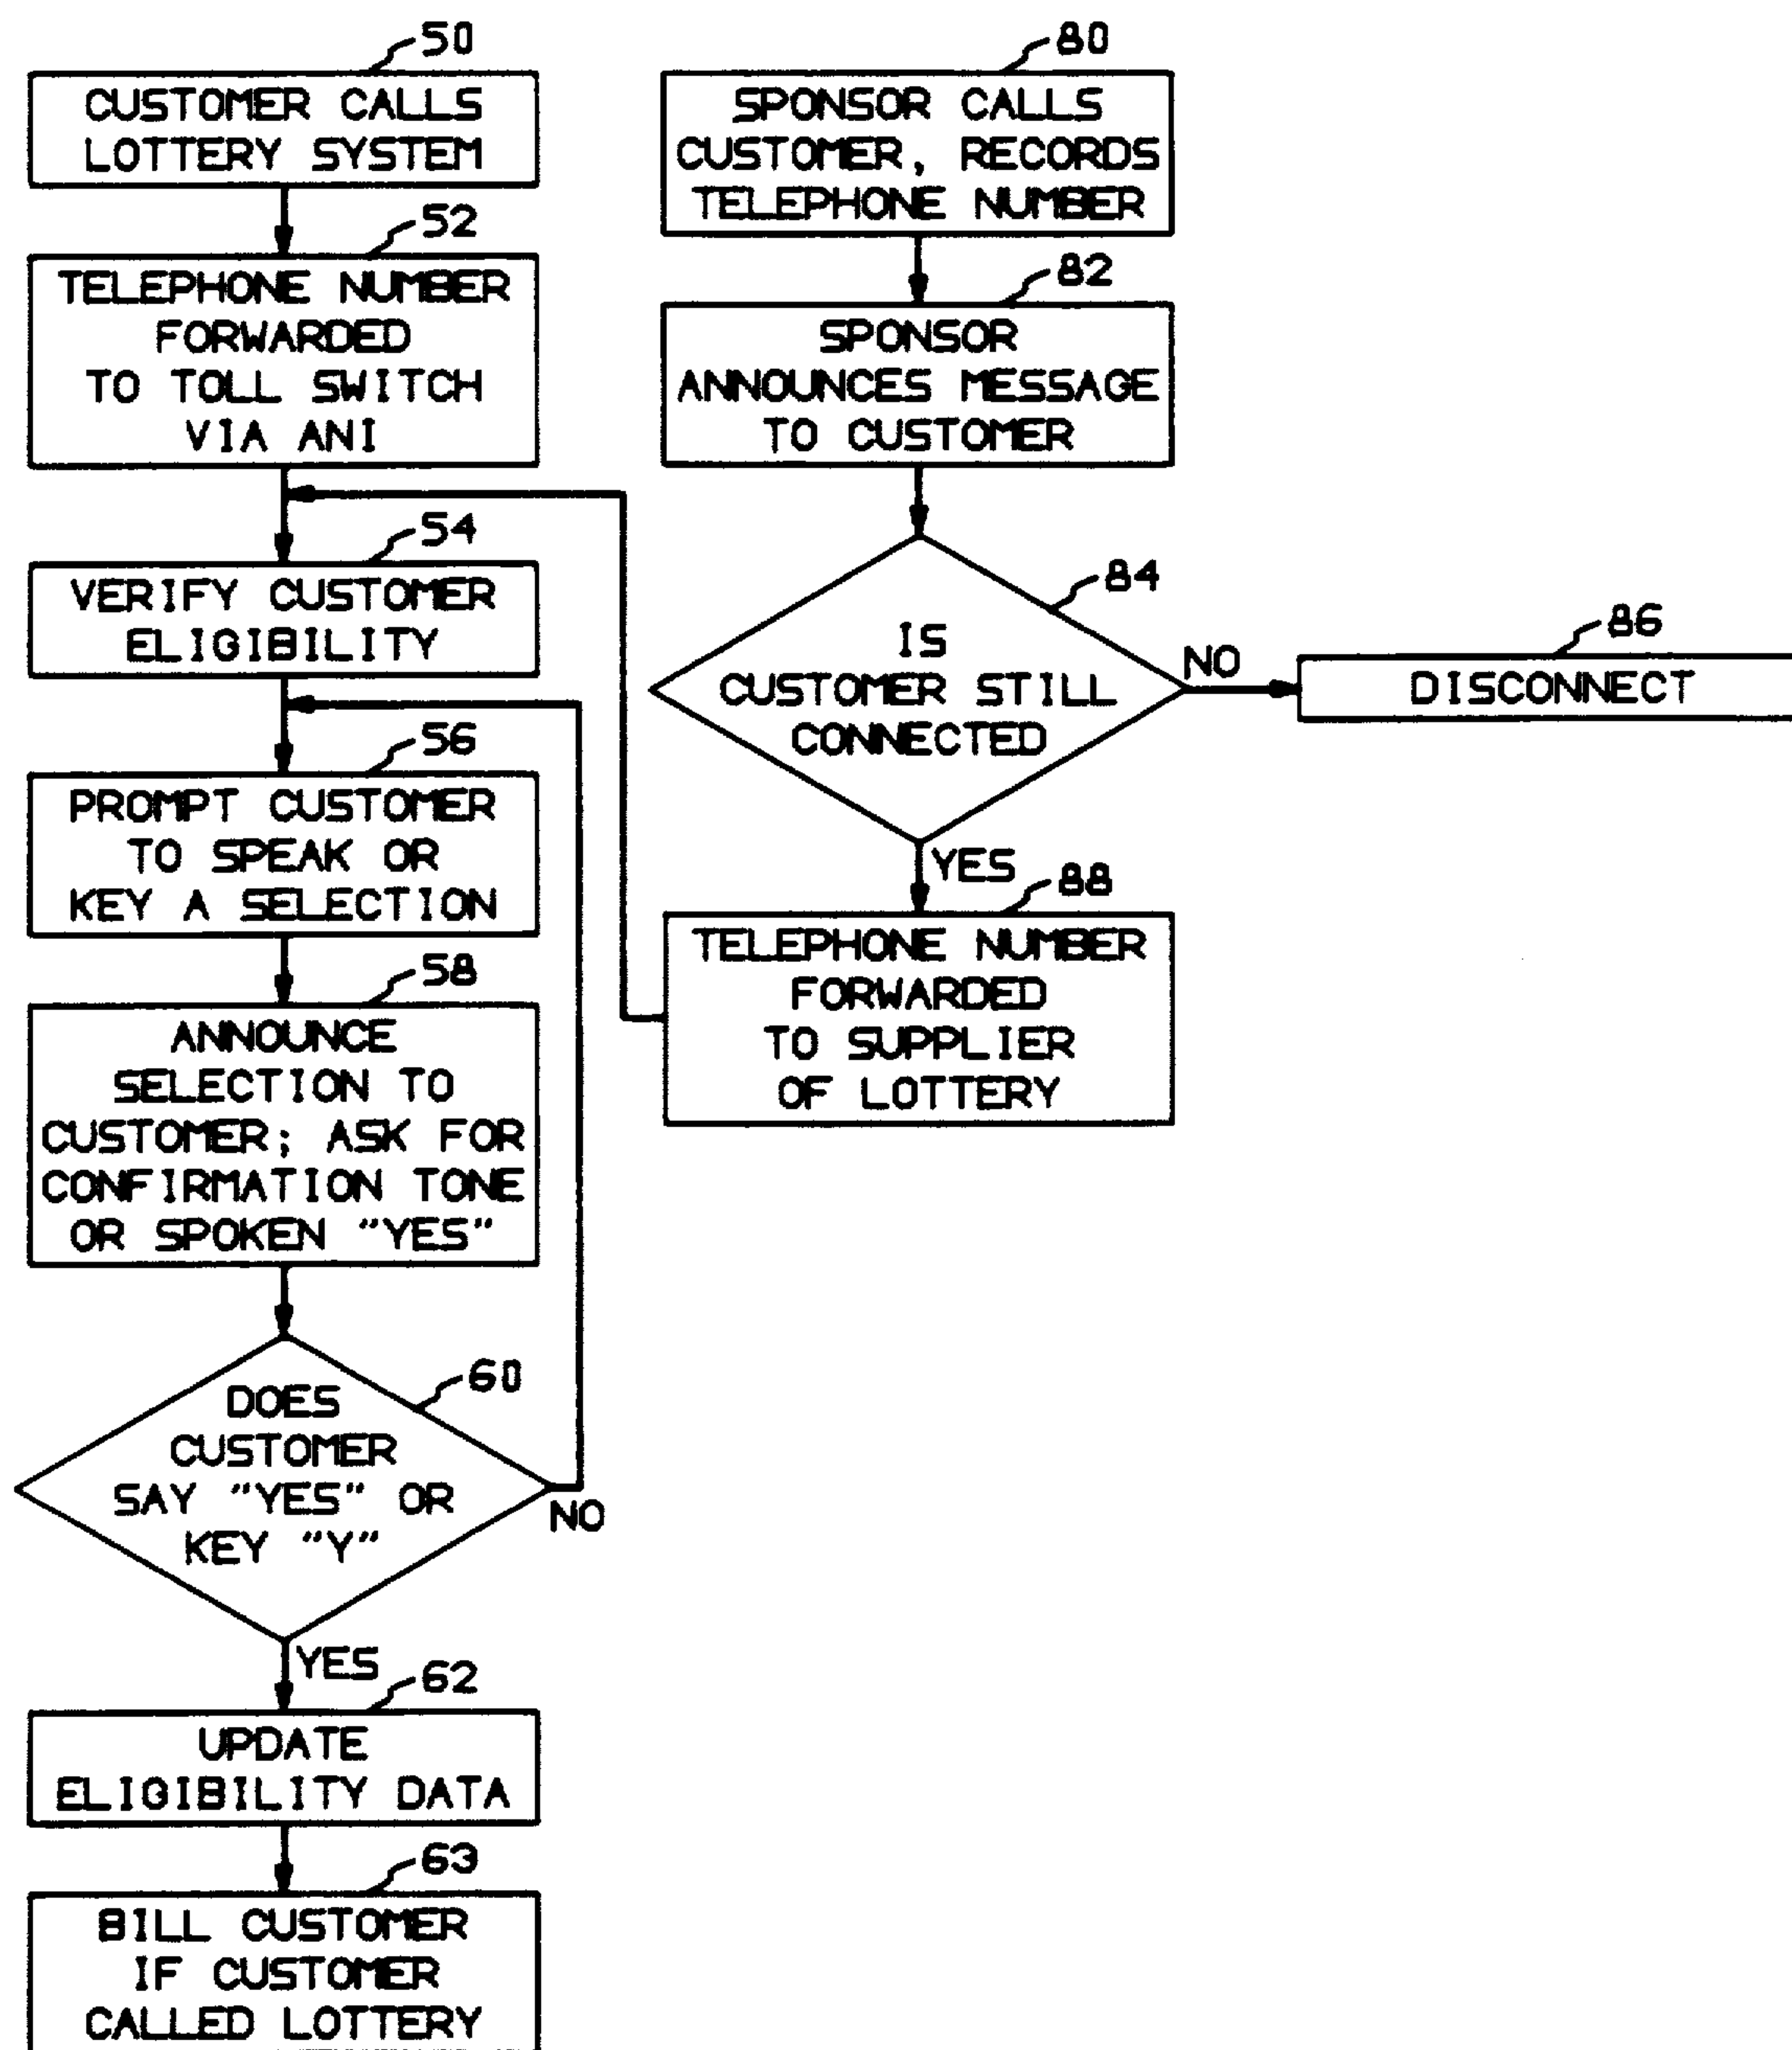 50
CUSTOMER CALLS
LOTTERY SYSTEM
52
TELEPHONE NUMBER
FORWARDED
TO TOLL SWITCH
VIA ANI
54
VERIFY CUSTOMER
ELIGIBILITY
56
PROMPT CUSTOMER
TO SPEAK OR
KEY A SELECTION
58
ANNOUNCE
SELECTION TO
CUSTOMER; ASK FOR
CONFIRMATION TONE
OR SPOKEN "YES"
60
DOES
CUSTOMER
SAY "YES" OR
KEY "Y"
NO
YES
62
UPDATE
ELIGIBILITY DATA
63
BILL CUSTOMER
IF CUSTOMER
CALLED LOTTERY
80
SPONSOR CALLS
CUSTOMER, RECORDS
TELEPHONE NUMBER
82
SPONSOR
ANNOUNCES MESSAGE
TO CUSTOMER
84
IS
CUSTOMER STILL
CONNECTED
NO
86
DISCONNECT
YES
88
TELEPHONE NUMBER
FORWARDED
TO SUPPLIER
OF LOTTERY